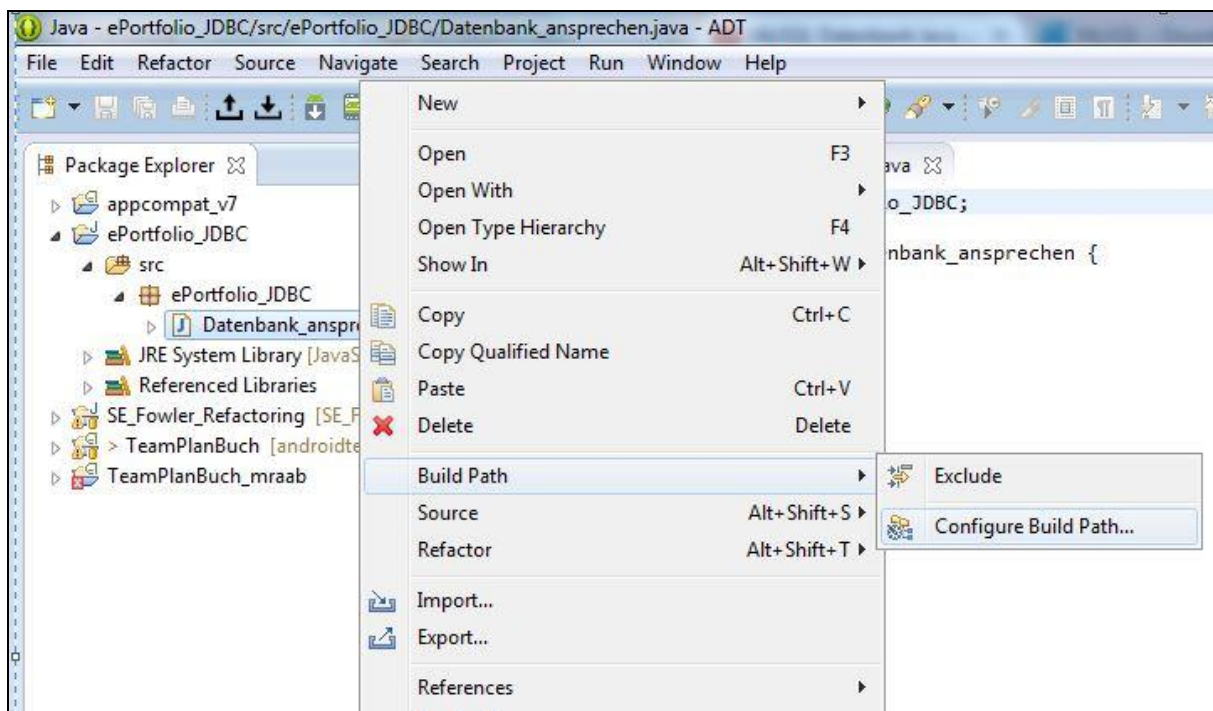 Java - ePortfolio_JDBC/src/ePortfolio_JDBC/Datenbank_ansprechen.java - ADT
File Edit Refactor Source Navigate Search Project Run Window Help
Package Explorer
appcompat_v7
ePortfolio_JDBC
src
ePortfolio_JDBC
Datenbank_anspre
JRE System Library [JavaS
Referenced Libraries
SE_Fowler_Refactoring [SE_F
> TeamPlanBuch [androidte
TeamPlanBuch_mraab
New
Open F3
Open With
Open Type Hierarchy F4
Show In Alt+Shift+W
Copy Ctrl+C
Copy Qualified Name
Paste Ctrl+V
Delete Delete
Build Path
Source Alt+Shift+S
Refactor Alt+Shift+T
Import...
Export...
References
Exclude
Configure Build Path...
ava
o_JDBC;
nbank_ansprechen {